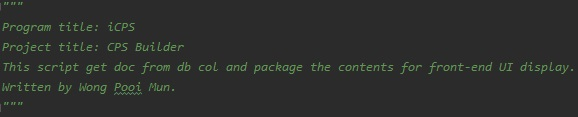 """
Program title: iCPS
Project title: CPS Builder
This script get doc from db col and package the contents for front-end UI display.
Written by Wong Pooi Mun.
"""